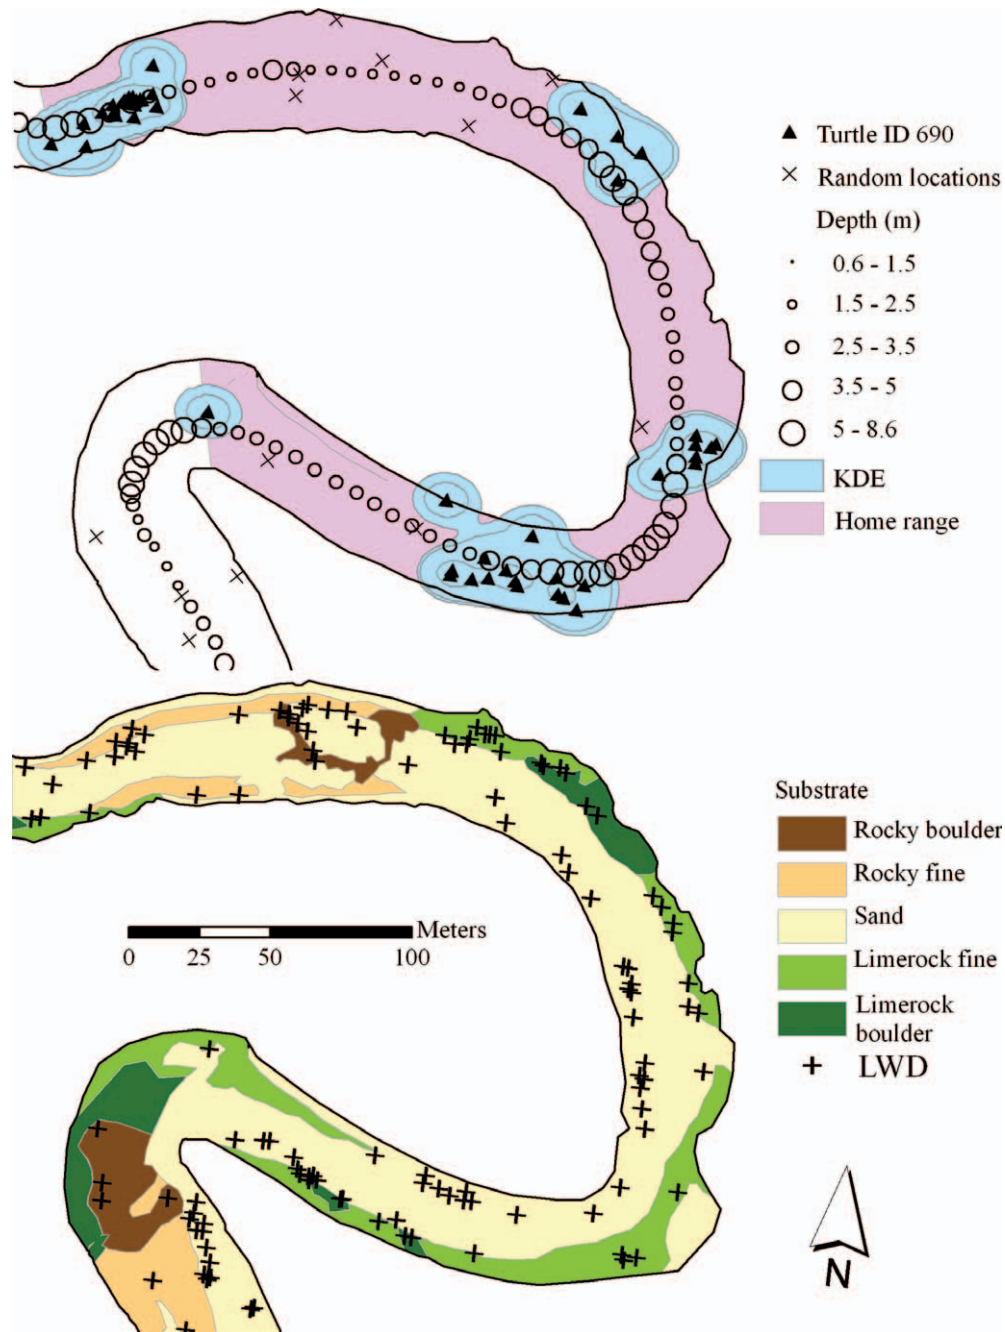 Turtle ID 690
Random locations
Depth (m)
0.6 - 1.5
1.5 - 2.5
2.5 - 3.5
3.5 - 5
5 - 8.6
KDE
Home range
Substrate
Rocky boulder
Rocky fine
Sand
Limerock fine
Limerock
boulder
LWD
Meters
0 25 50 100
N